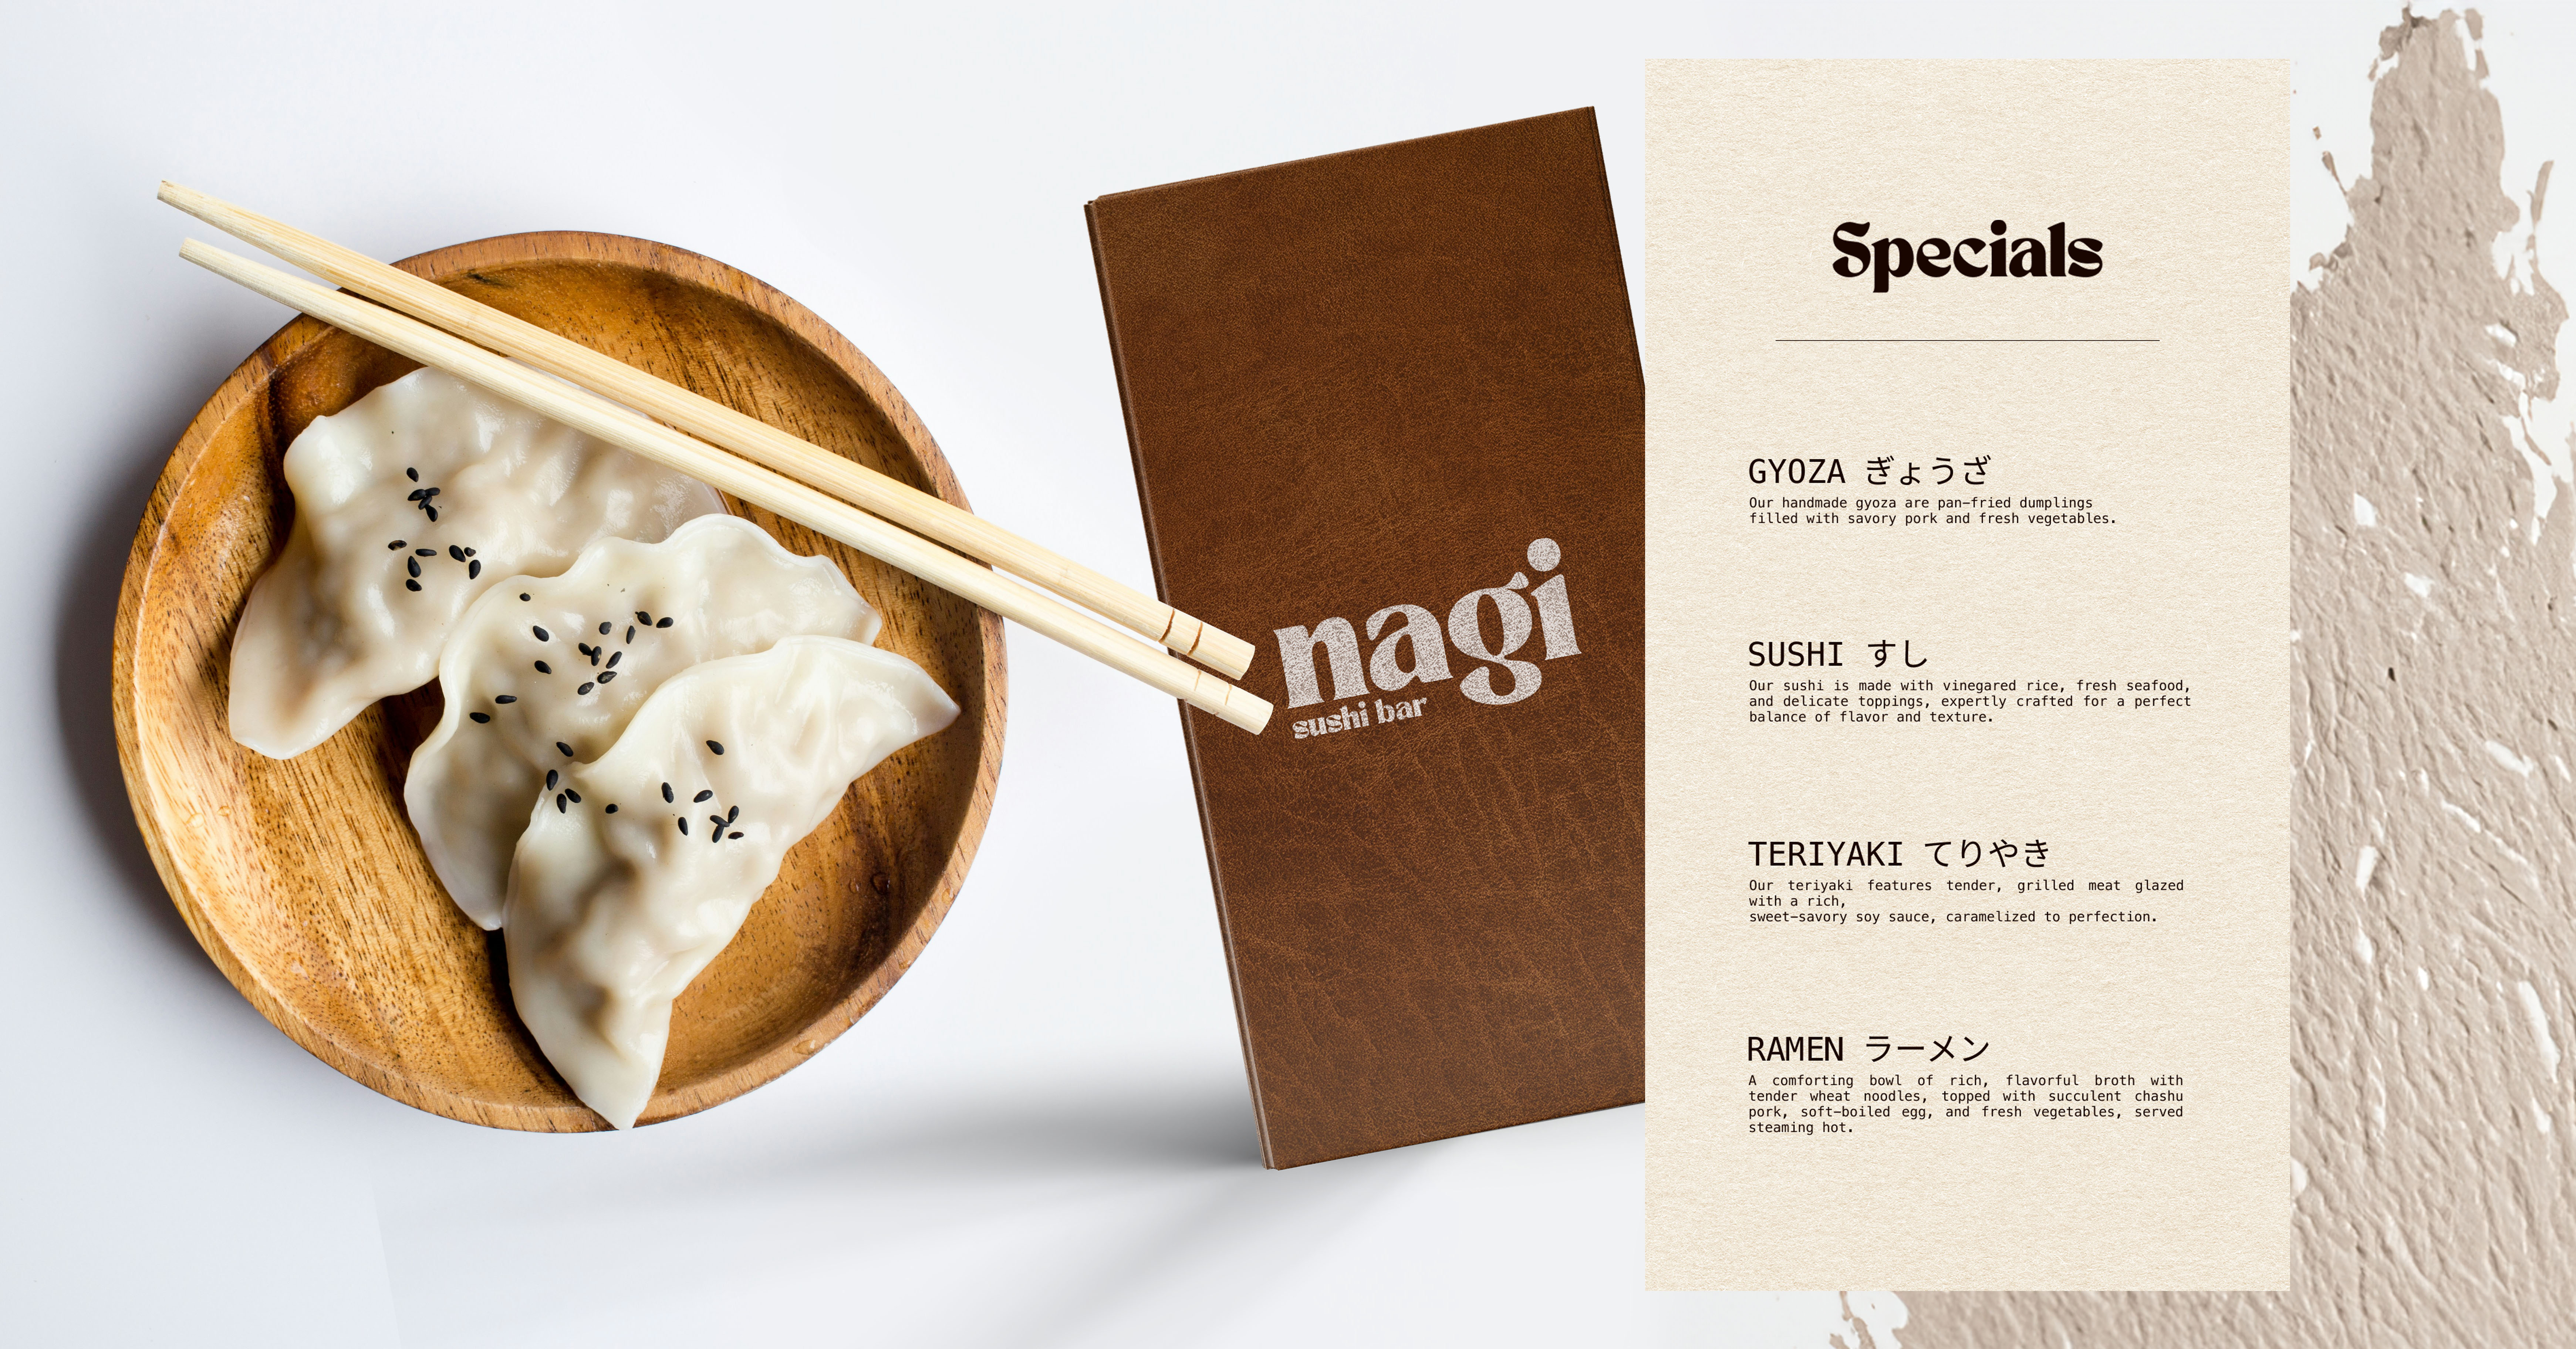 nagi
sushi bar
Specials
GYOZA ぎょうざ
Our handmade gyoza are pan-fried dumplings
filled with savory pork and fresh vegetables.
SUSHI すし
Our sushi is made with vinegared rice, fresh seafood,
and delicate toppings, expertly crafted for a perfect
balance of flavor and texture.
TERIYAKI てりやき
Our teriyaki features tender, grilled meat glazed
with a rich,
sweet-savory soy sauce, caramelized to perfection.
RAMEN ラーメン
A comforting bowl of rich, flavorful broth with
tender wheat noodles, topped with succulent chashu
pork, soft-boiled egg, and fresh vegetables, served
steaming hot.